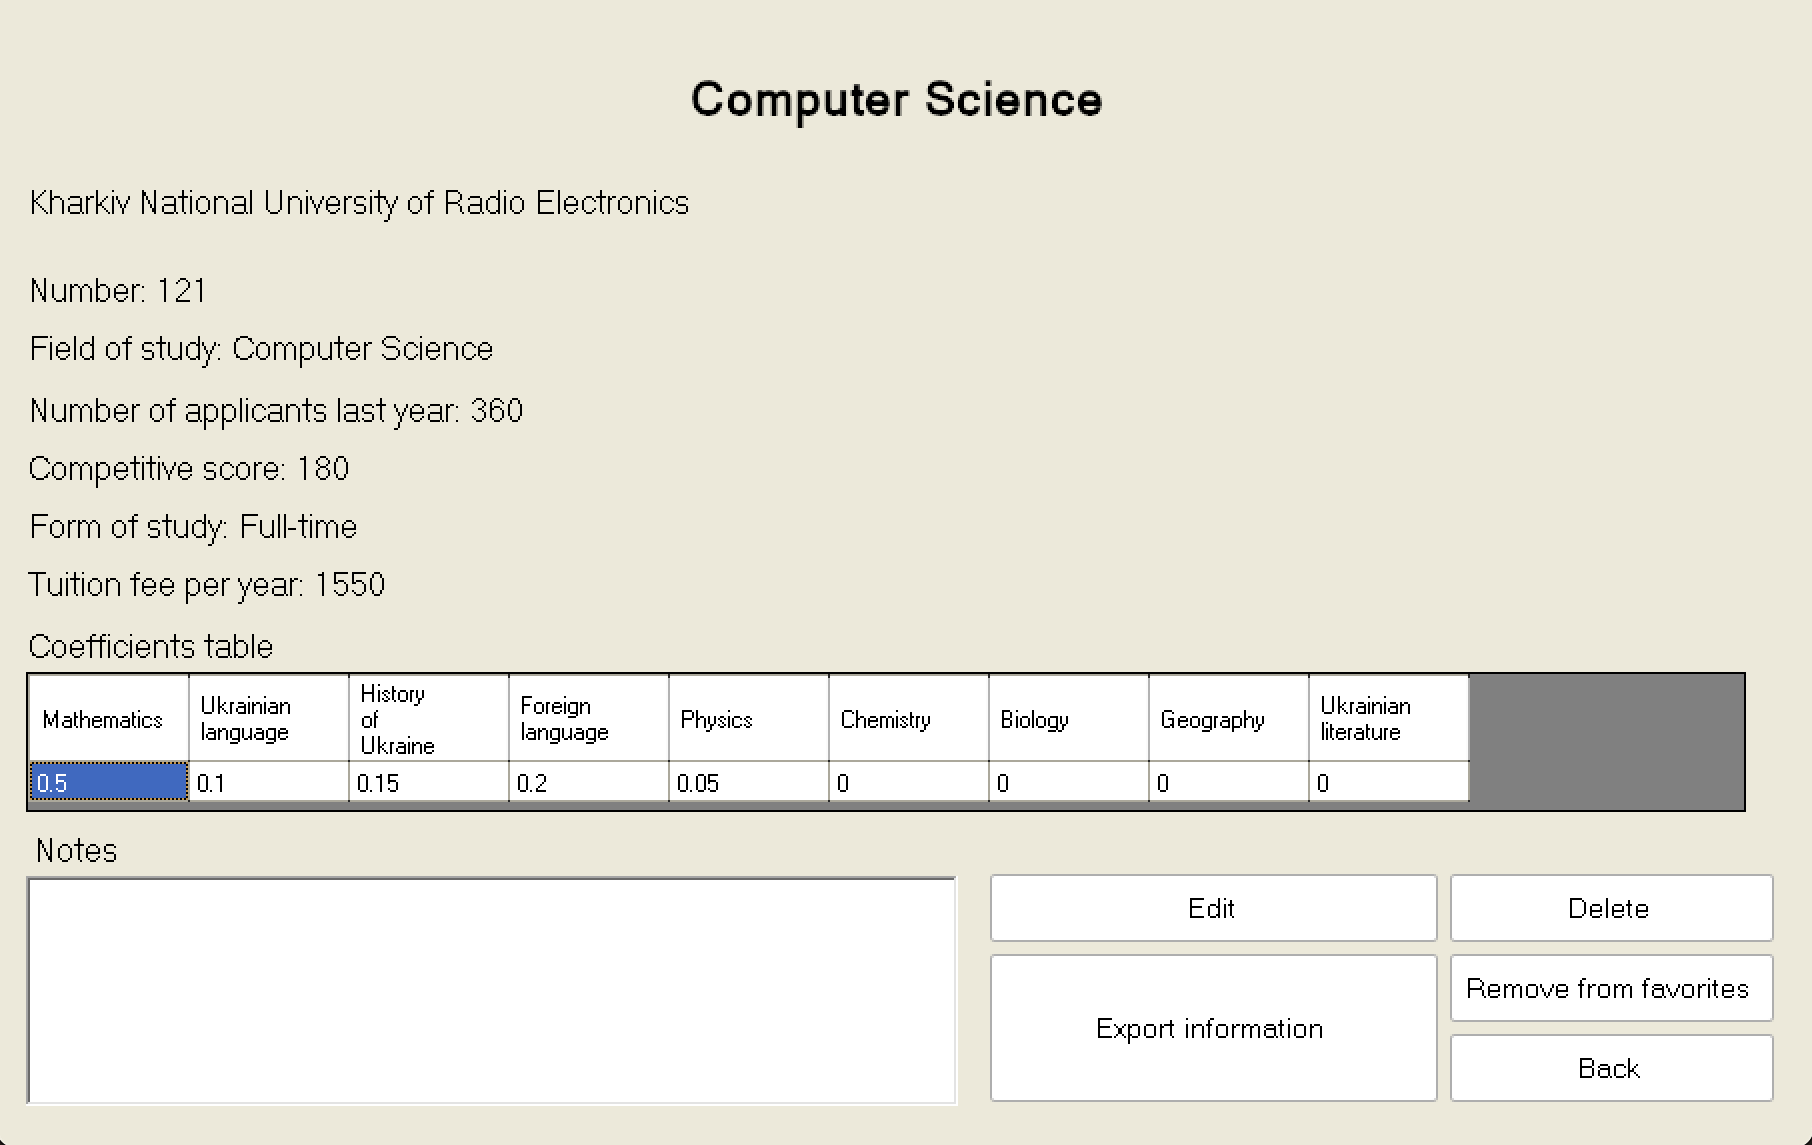 Computer Science
Kharkiv National University of Radio Electronics
Number: 121
Field of study: Computer Science
Number of applicants last year: 360
Competitive score: 180
Form of study: Full-time
Tuition fee per year: 1550
Coefficients table
Mathematics
Ukrainian
language
History
of
Ukraine
Foreign
language
Physics
Chemistry
Biology
Geography
Ukrainian
literature
0.5 0.1 0.15 0.2 0.05 0 0 0 0
Notes
Edit
Delete
Export information
Remove from favorites
Back